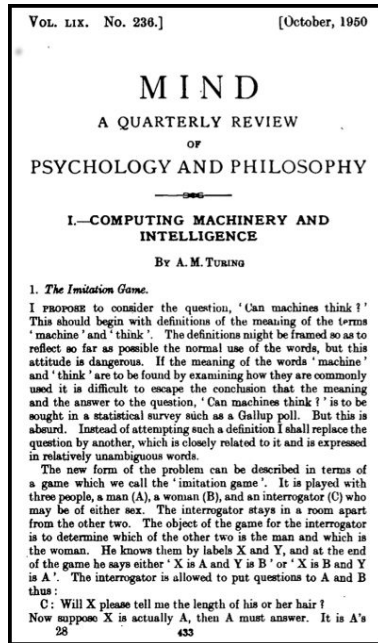 VOL. LIX. No. 236.] [October, 1950
MIND
A QUARTERLY REVIEW
OF
PSYCHOLOGY AND PHILOSOPHY
I.—COMPUTING MACHINERY AND
INTELLIGENCE
BY A. M. TURING
1. The Imitation Game.
I PROPOSE to consider the question, ‘ Can machines think ? ’
This should begin with definitions of the meaning of the terms
‘ machine ’ and ‘ think ’. The definitions might be framed so as to
reflect so far as possible the normal use of the words, but this
attitude is dangerous. If the meaning of the words ‘ machine ’
and ‘ think ’ are to be found by examining how they are commonly
used it is difficult to escape the conclusion that the meaning
and the answer to the question, ‘ Can machines think ? ’ is to be
sought in a statistical survey such as a Gallup poll. But this is
absurd. Instead of attempting such a definition I shall replace the
question by another, which is closely related to it and is expressed
in relatively unambiguous words.
The new form of the problem can be described in terms of
a game which we call the ‘ imitation game ’. It is played with
three people, a man (A), a woman (B), and an interrogator (C) who
may be of either sex. The interrogator stays in a room apart
from the other two. The object of the game for the interrogator
is to determine which of the other two is the man and which is
the woman. He knows them by labels X and Y, and at the end
of the game he says either ‘ X is A and Y is B ’ or ‘ X is B and Y
is A ’. The interrogator is allowed to put questions to A and B
thus :
C : Will X please tell me the length of his or her hair ?
Now suppose X is actually A, then A must answer. It is A’s
28 433